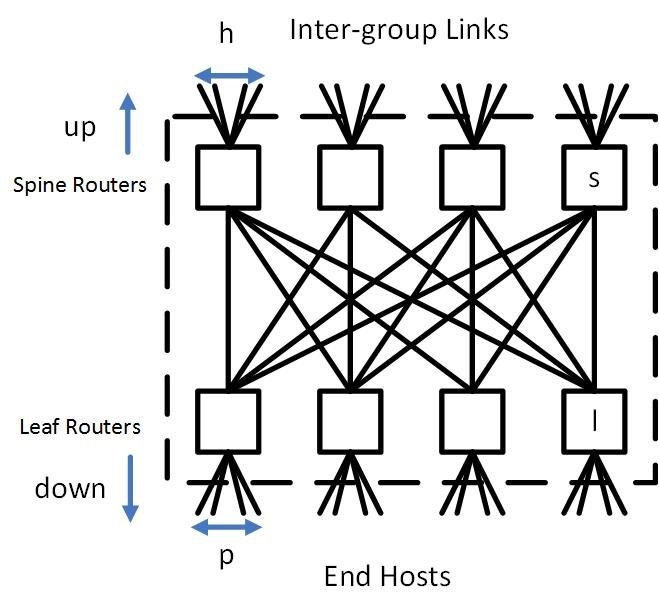 h
Inter-group Links
up
Spine Routers
s
Leaf Routers
l
down
p
End Hosts